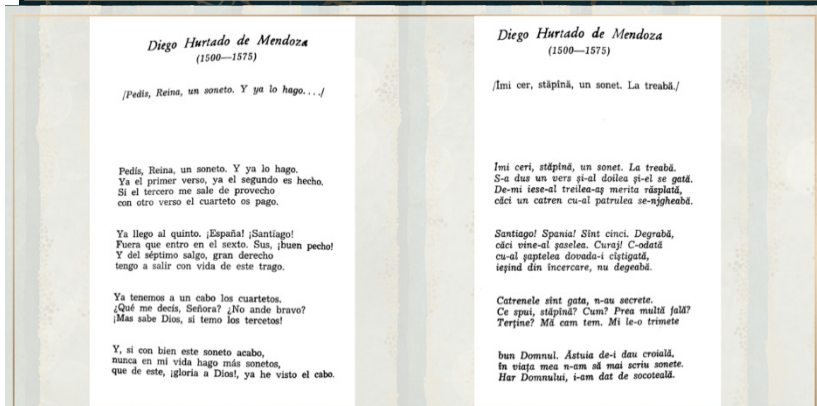 Diego Hurtado de Mendoza
(1500—1575)
/Pedís, Reina, un soneto. Y ya lo hago. . . ./
Pedís, Reina, un soneto. Y ya lo hago.
Ya el primer verso, ya el segundo es hecho.
Si el tercero me sale de provecho
con otro verso el cuarteto os pago.
Ya llego al quinto. ¡España! ¡Santiago!
Fuera que entro en el sexto. Sus, ¡buen pecho!
Y del séptimo salgo, gran derecho
tengo a salir con vida de este trago.
Ya tenemos a un cabo los cuartetos.
¿Qué me decís, Señora? ¿No ande bravo?
¡Mas sabe Dios, si temo los tercetos!
Y, si con bien este soneto acabo,
nunca en mi vida hago más sonetos,
que de este, ¡gloria a Dios!, ya he visto el cabo.
Diego Hurtado de Mendoza
(1500—1575)
/Îmi cer, stăpînă, un sonet. La treabă./
Îmi ceri, stăpînă, un sonet. La treabă.
S-a dus un vers și-al doilea și-el se gată.
De-mi iese-al treilea-aș merita răsplată,
căci un catren cu-al patrulea se-njgheabă.
Santiago! Spania! Sînt cinci. Degrabă,
căci vine-al șaselea. Curaj! C-odată
cu-al șaptelea dovada-i cîștigată,
ieșind din încercare, nu degeabă.
Catrenele sînt gata, n-au secrete.
Ce spui, stăpînă? Cum? Prea multă fală?
Terține? Mă cam tem. Mi le-o trimete
bun Domnul. Astuia de-i dau croială,
în viața mea n-am să mai scriu sonete.
Har Domnului, i-am dat de socoteală.